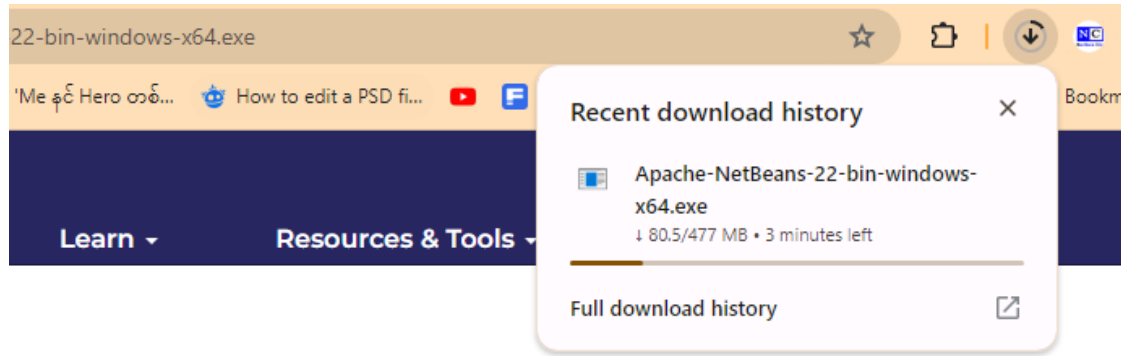 22-bin-windows-x64.exe
NC
'Me နှင့် Hero တစ်...
How to edit a PSD fi...
Bookm
Recent download history
Apache-NetBeans-22-bin-windows-
x64.exe
↓ 80.5/477 MB • 3 minutes left
Full download history
Learn
Resources & Tools